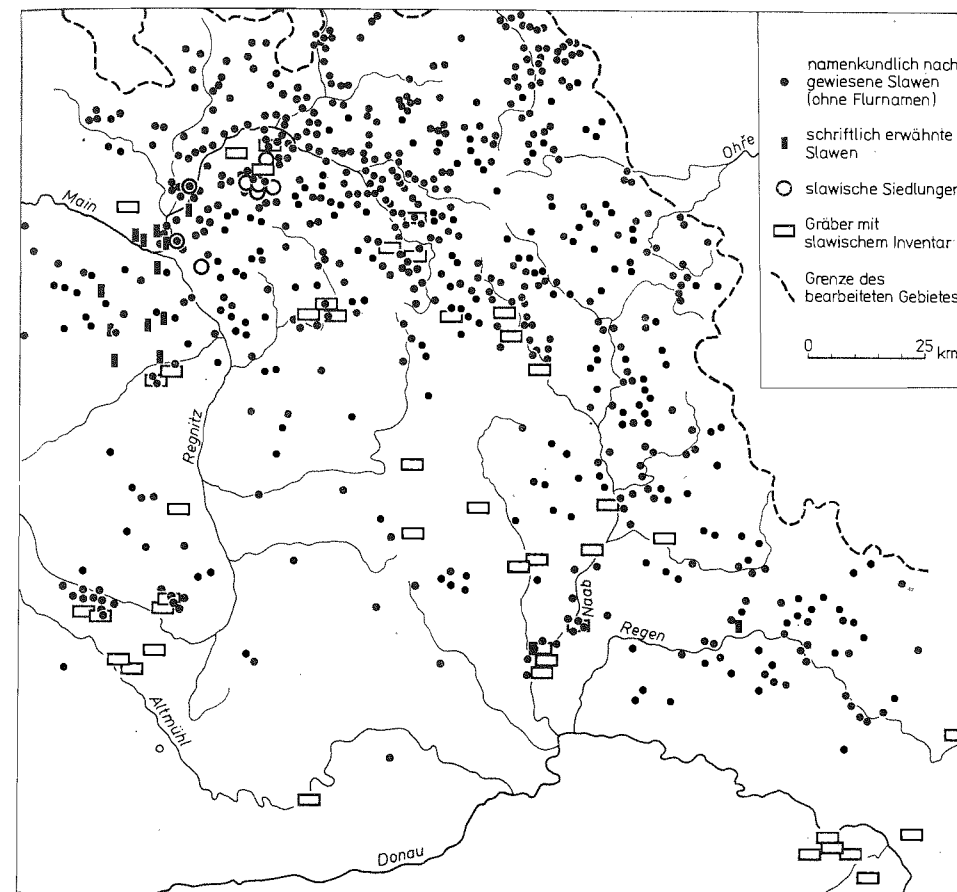 namenkundlich nach
gewiesene Slawen
(ohne Flurnamen)
schriftlich erwähnte
Slawen
slawische Siedlungen
Gräber mit
slawischem Inventar
Grenze des
bearbeiteten Gebietes
0 25 km
Ohře
Main
Regnitz
Naab
Regen
Altmühl
Donau